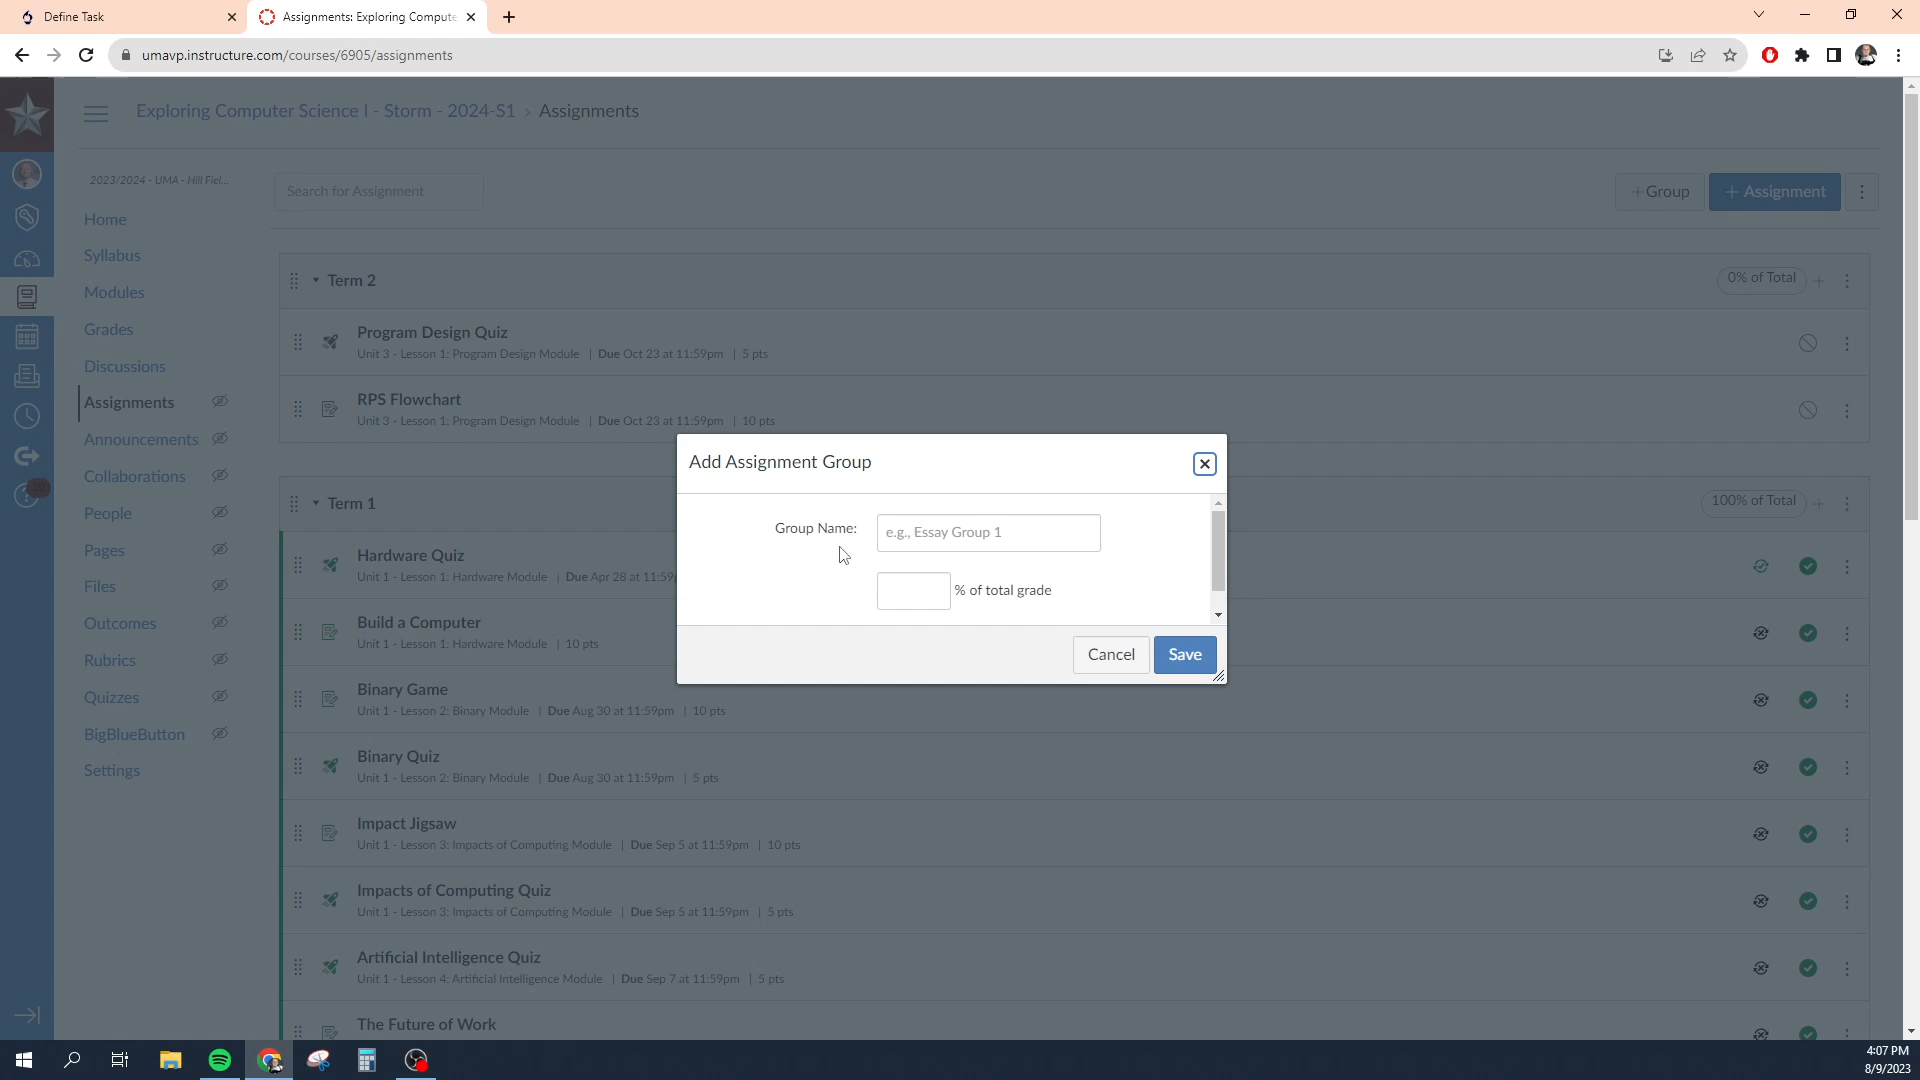 Define Task
Assignments: Exploring Compute
umavp.instructure.com/courses/6905/assignments
Exploring Computer Science I - Storm - 2024-S1 › Assignments
2023/2024 - UMA - Hill Fiel...
Search for Assignment
+Group
+ Assignment
Home
Syllabus
Modules
Grades
Discussions
Assignments
Announcements
Collaborations
People
Pages
Files
Outcomes
Rubrics
Quizzes
BigBlueButton
Settings
Term 2
0% of Total
Program Design Quiz
Unit 3 - Lesson 1: Program Design Module | Due Oct 23 at 11:59pm | 5 pts
RPS Flowchart
Unit 3 - Lesson 1: Program Design Module | Due Oct 23 at 11:59pm | 10 pts
Term 1
100% of Total
Hardware Quiz
Unit 1 - Lesson 1: Hardware Module | Due Apr 28 at 11:59p
Build a Computer
Unit 1 - Lesson 1: Hardware Module | 10 pts
Binary Game
Unit 1 - Lesson 2: Binary Module | Due Aug 30 at 11:59pm | 10 pts
Binary Quiz
Unit 1 - Lesson 2: Binary Module | Due Aug 30 at 11:59pm | 5 pts
Impact Jigsaw
Unit 1 - Lesson 3: Impacts of Computing Module | Due Sep 5 at 11:59pm | 10 pts
Impacts of Computing Quiz
Unit 1 - Lesson 3: Impacts of Computing Module | Due Sep 5 at 11:59pm | 5 pts
Artificial Intelligence Quiz
Unit 1 - Lesson 4: Artificial Intelligence Module | Due Sep 7 at 11:59pm | 5 pts
The Future of Work
Add Assignment Group
Group Name:
e.g., Essay Group 1
% of total grade
Cancel
Save
4:07 PM
8/9/2023